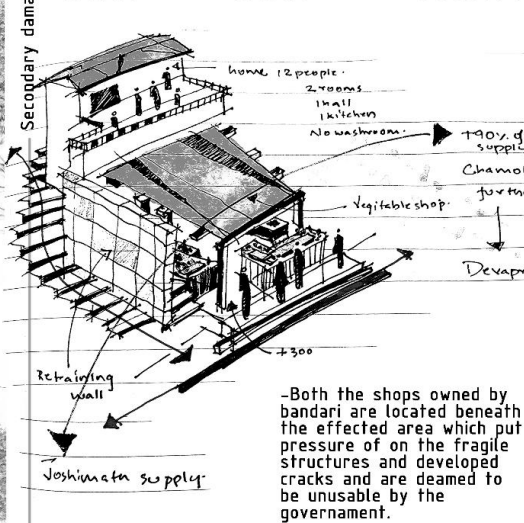 Secondary dama
home 12 people.
2 rooms
1 hall
1 kitchen
No washroom.
+90% of
supply
Chamol
furth
Devapr
Vegitable shop.
+300
Retraining
wall
Joshimath supply.
-Both the shops owned by
bandari are located beneath
the effected area which put
pressure of on the fragile
structures and developed
cracks and are deamed to
be unusable by the
governament.